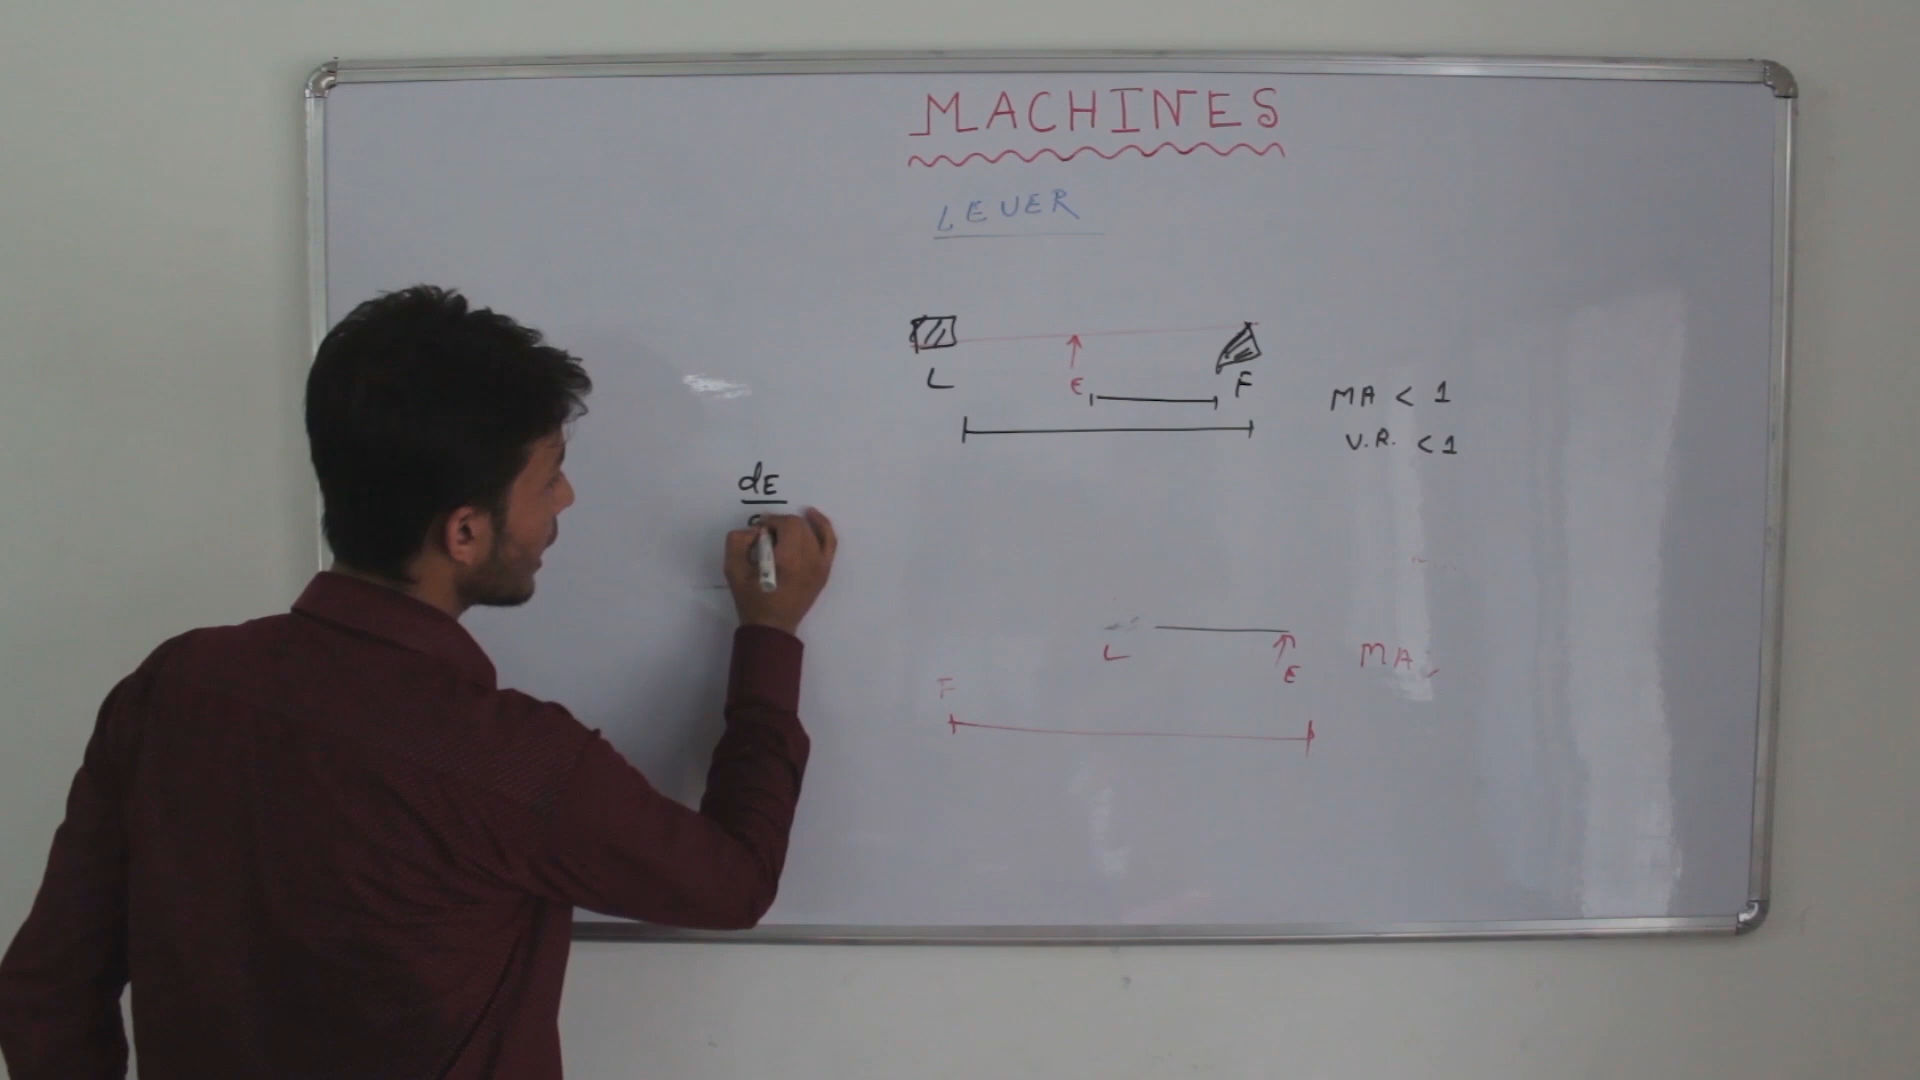 MACHINES
LEVER
L E F
MA < 1
V.R. < 1
dE
L E MA
F